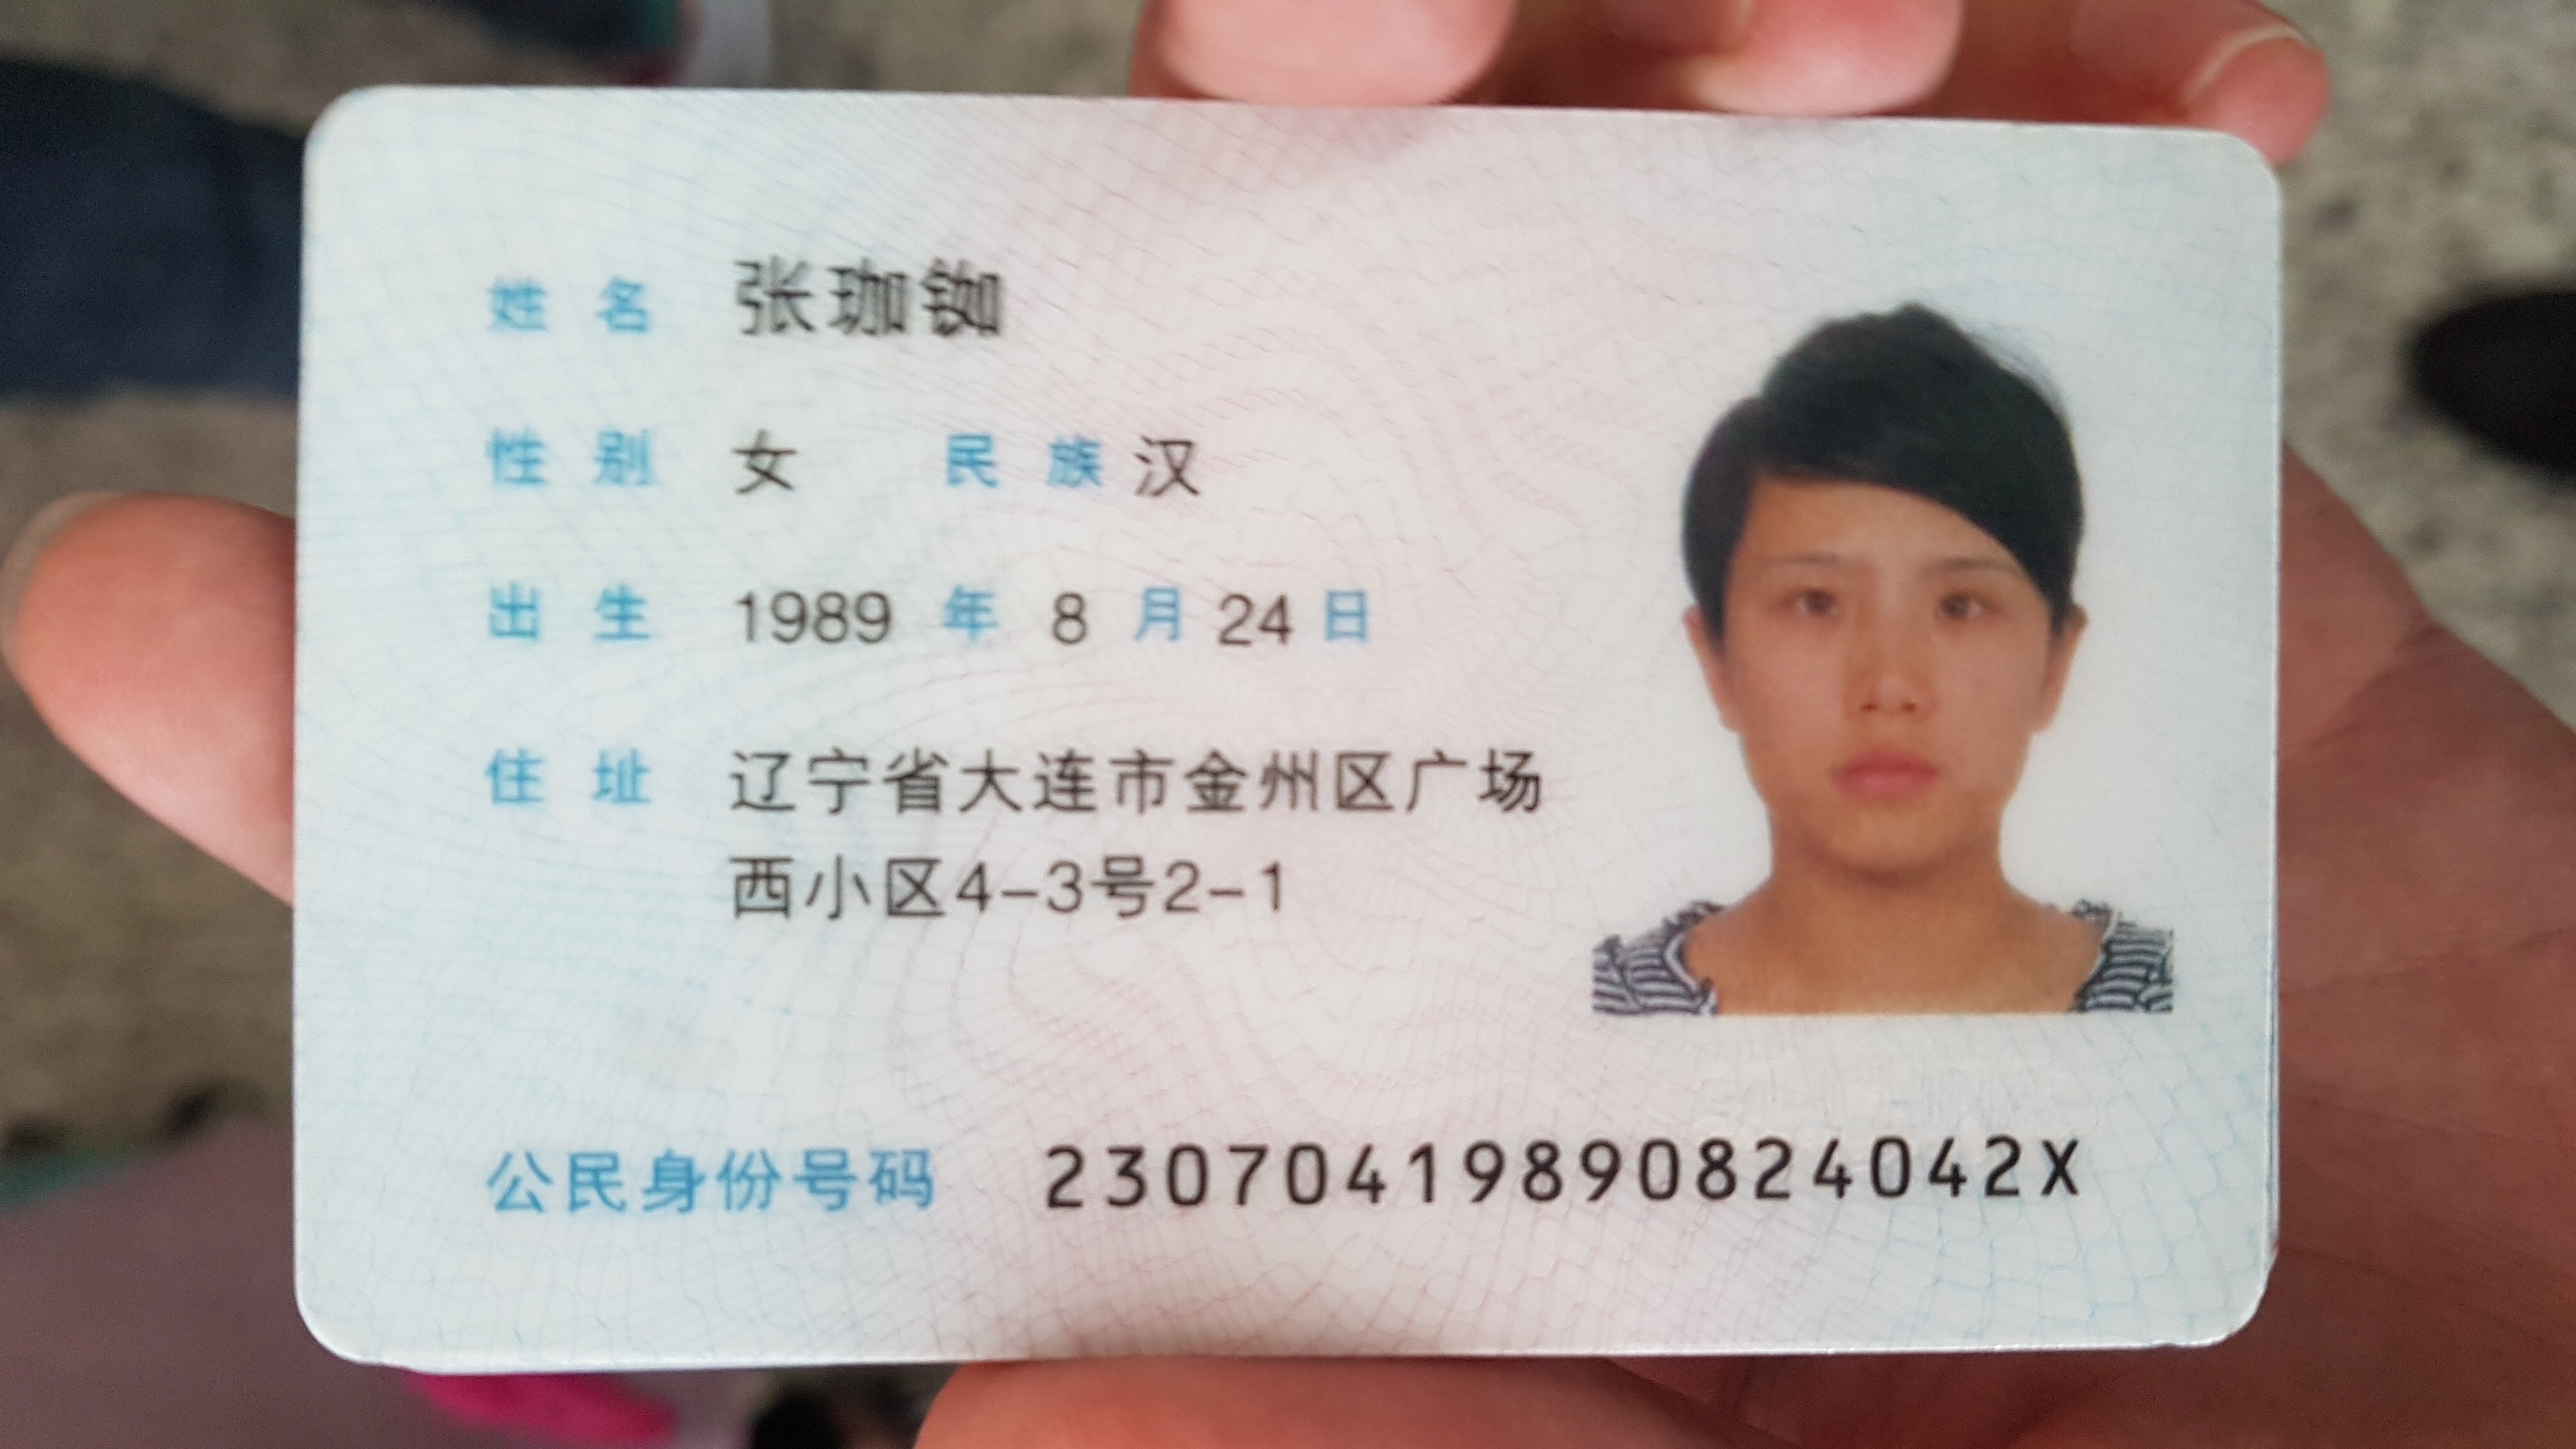 姓名 张珈铷
性别 女 民族 汉
出生 1989 年 8 月 24 日
住址 辽宁省大连市金州区广场
西小区4-3号2-1
公民身份号码 23070419890824042X